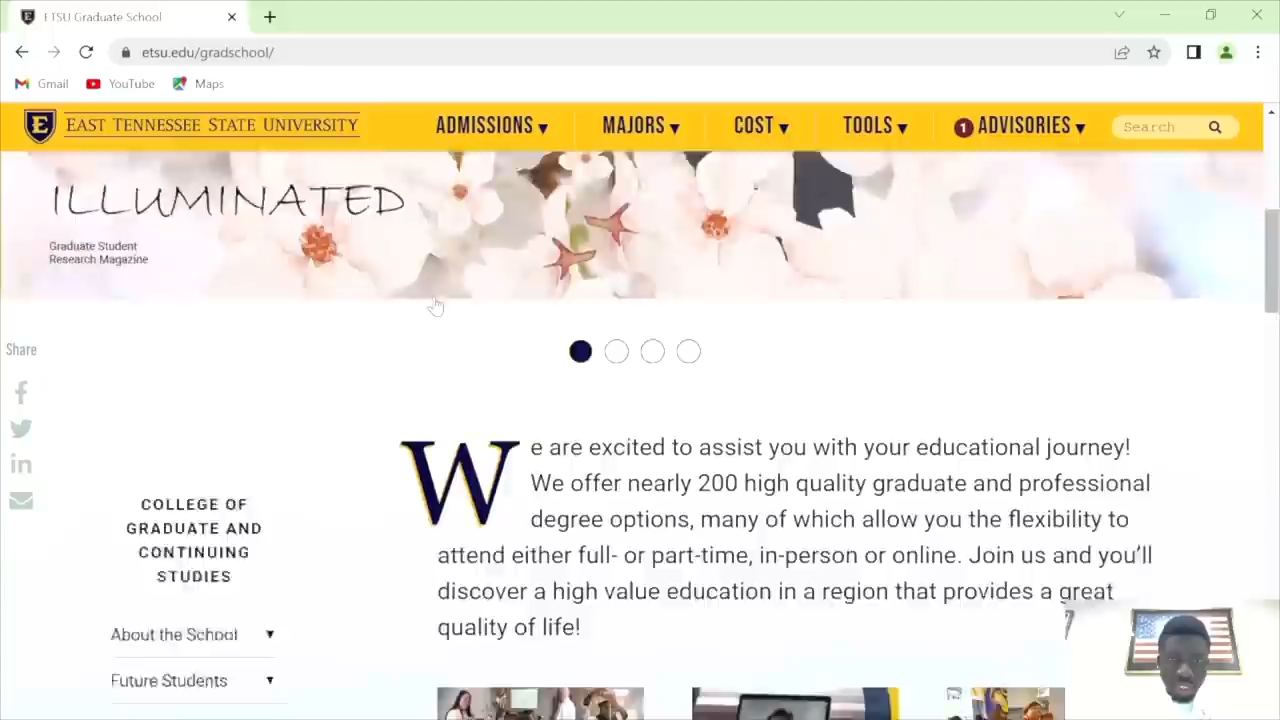 ETSU Graduate School
etsu.edu/gradschool/
Gmail YouTube Maps
E EAST TENNESSEE STATE UNIVERSITY ADMISSIONS MAJORS COST TOOLS 1 ADVISORIES Search
ILLUMINATED
Graduate Student
Research Magazine
Share
We are excited to assist you with your educational journey!
We offer nearly 200 high quality graduate and professional
degree options, many of which allow you the flexibility to
attend either full- or part-time, in-person or online. Join us and you’ll
discover a high value education in a region that provides a great
quality of life!
COLLEGE OF
GRADUATE AND
CONTINUING
STUDIES
About the School
Future Students